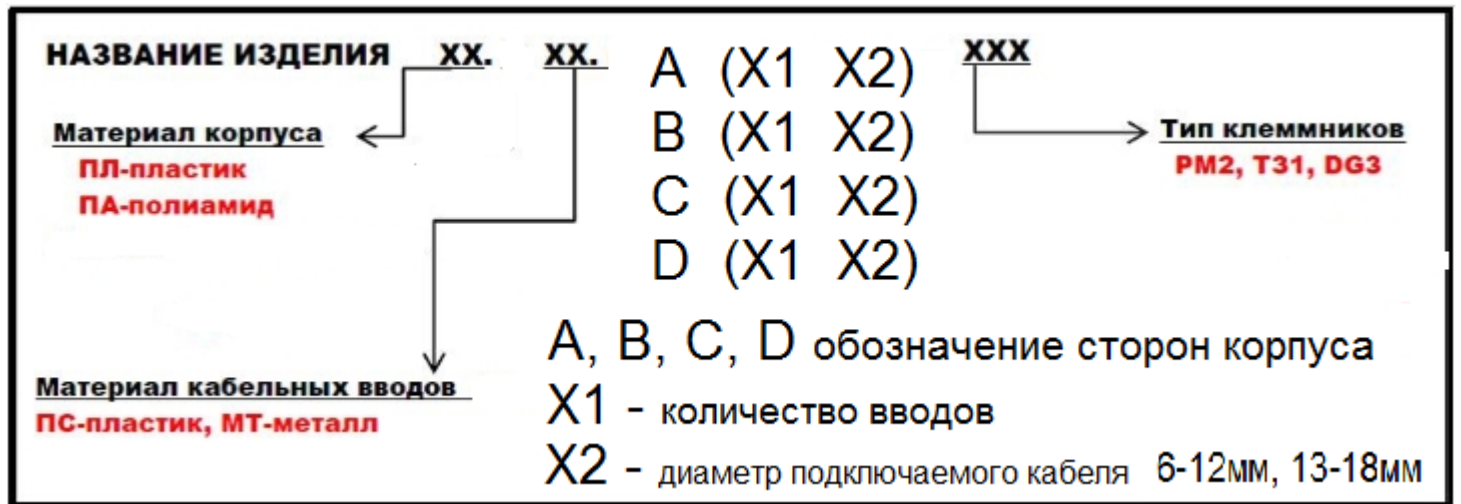 НАЗВАНИЕ ИЗДЕЛИЯ XX. XX. A (X1 X2) XXX
B (X1 X2)
C (X1 X2)
D (X1 X2)
Материал корпуса
ПЛ-пластик
ПА-полиамид
Тип клеммников
PM2, T31, DG3
A, B, C, D обозначение сторон корпуса
Материал кабельных вводов
ПС-пластик, МТ-металл
X1 - количество вводов
X2 - диаметр подключаемого кабеля 6-12мм, 13-18мм